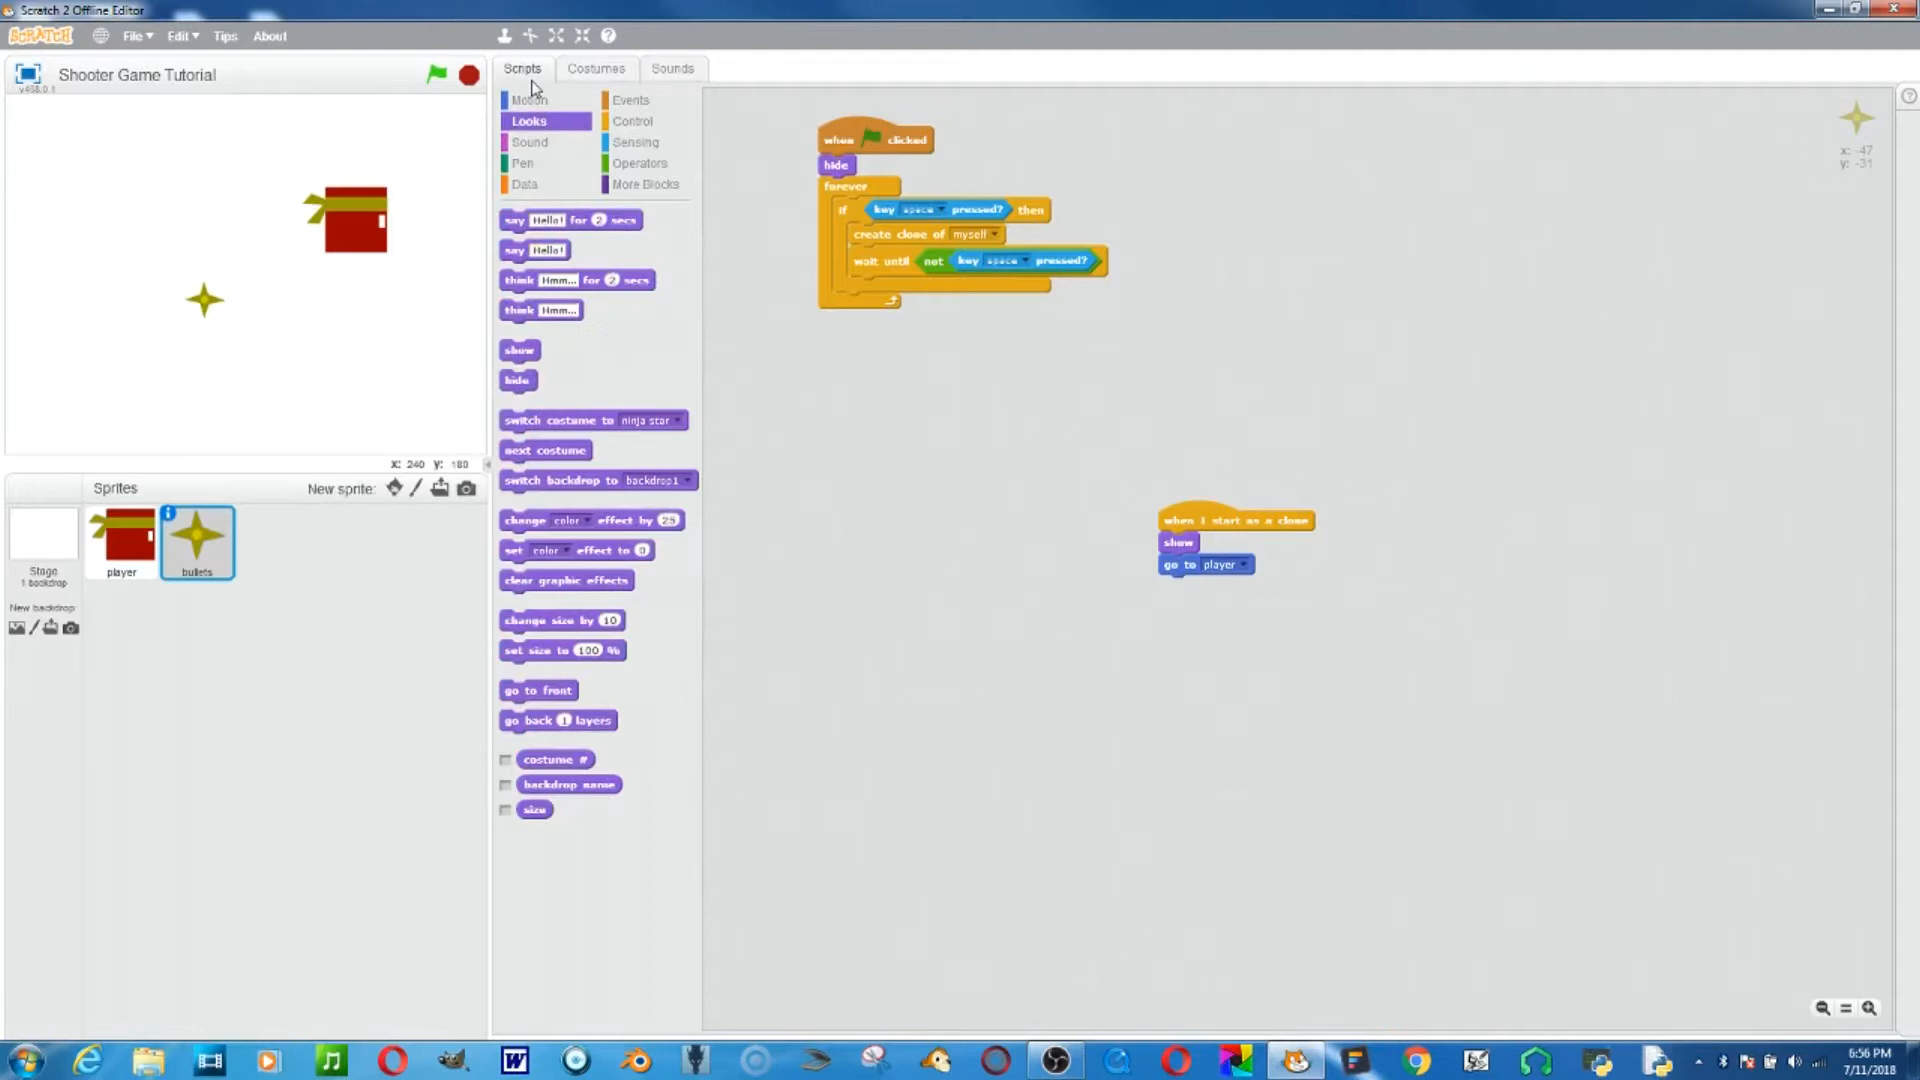 Scratch 2 Offline Editor
SCRATCH File Edit Tips About
Shooter Game Tutorial
v458.0.1
Scripts Costumes Sounds
Motion Events
Looks Control
Sound Sensing
Pen Operators
Data More Blocks
say Hello! for 2 secs
say Hello!
think Hmm... for 2 secs
think Hmm...
show
hide
switch costume to ninja star
next costume
switch backdrop to backdrop1
change color effect by 25
set color effect to 0
clear graphic effects
change size by 10
set size to 100 %
go to front
go back 1 layers
costume #
backdrop name
size
when clicked
hide
forever
if key space pressed? then
create clone of myself
wait until not key space pressed?
when I start as a clone
show
go to player
x: -47
y: -31
x: 240 y: 180
Sprites New sprite:
Stage
1 backdrop
player bullets
New backdrop:
6:56 PM
7/11/2018